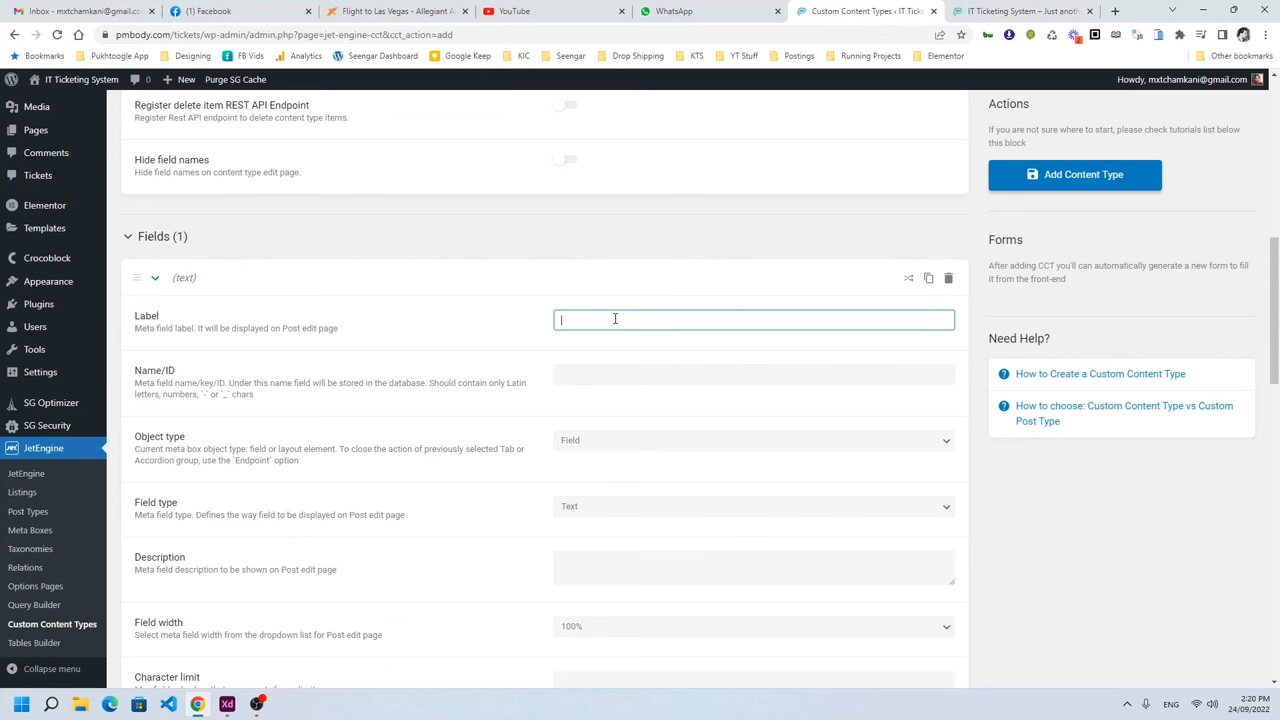 Inbox - mxtchamkani@gmail.co
(3) Facebook
Flight to Las Vegas - Allegiant A
YouTube
WhatsApp
Custom Content Types ‹ IT Ticke
IT Ticketing System – Just anoth
pmbody.com/tickets/wp-admin/admin.php?page=jet-engine-cct&cct_action=add
Bookmarks
Pukhtoogle App
Designing
FB Vids
Analytics
Seengar Dashboard
Google Keep
KIC
Seengar
Drop Shipping
KTS
YT Stuff
Postings
Running Projects
Elementor
Other bookmarks
IT Ticketing System
0
New
Purge SG Cache
Howdy, mxtchamkani@gmail.com
Media
Pages
Comments
Tickets
Elementor
Templates
Crocoblock
Appearance
Plugins
Users
Tools
Settings
SG Optimizer
SG Security
JetEngine
JetEngine
Listings
Post Types
Meta Boxes
Taxonomies
Relations
Options Pages
Query Builder
Custom Content Types
Tables Builder
Collapse menu
Register delete item REST API Endpoint
Register Rest API endpoint to delete content type items.
Hide field names
Hide field names on content type edit page.
Fields (1)
(text)
Label
Meta field label. It will be displayed on Post edit page
Name/ID
Meta field name/key/ID. Under this name field will be stored in the database. Should contain only Latin
letters, numbers, `-` or `_` chars
Object type
Current meta box object type: field or layout element. To close the action of previously selected Tab or
Accordion group, use the `Endpoint` option
Field
Field type
Meta field type. Defines the way field to be displayed on Post edit page
Text
Description
Meta field description to be shown on Post edit page
Field width
Select meta field width from the dropdown list for Post edit page
100%
Character limit
Actions
If you are not sure where to start, please check tutorials list below
this block
Add Content Type
Forms
After adding CCT you'll can automatically generate a new form to fill
it from the front-end
Need Help?
How to Create a Custom Content Type
How to choose: Custom Content Type vs Custom
Post Type
Xd
ENG
2:20 PM
24/09/2022